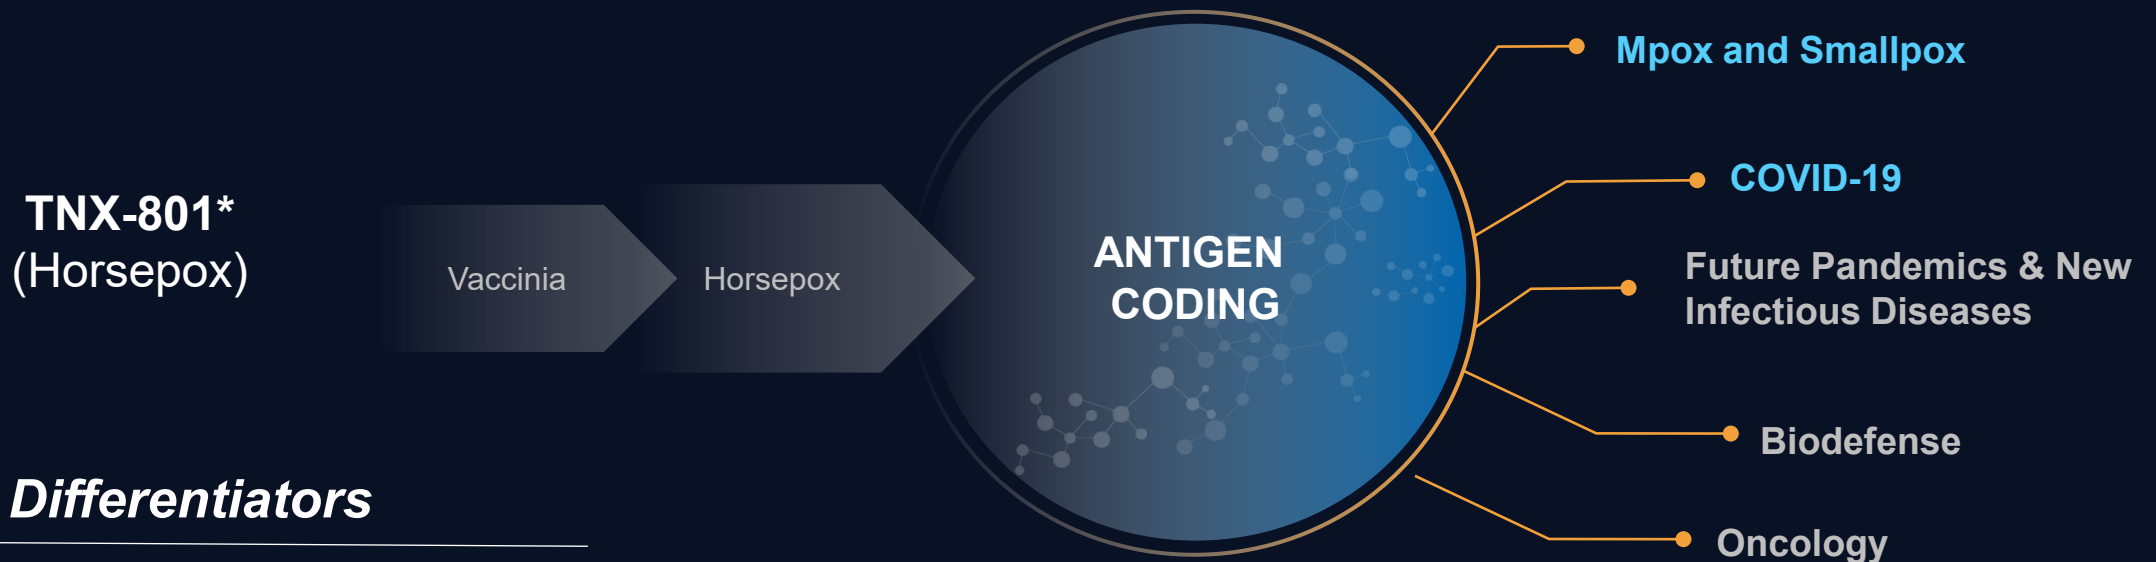 TNX-801*
(Horsepox)
Vaccinia
Horsepox
ANTIGEN
CODING
Mpox and Smallpox
COVID-19
Future Pandemics & New
Infectious Diseases
Biodefense
Oncology
Differentiators